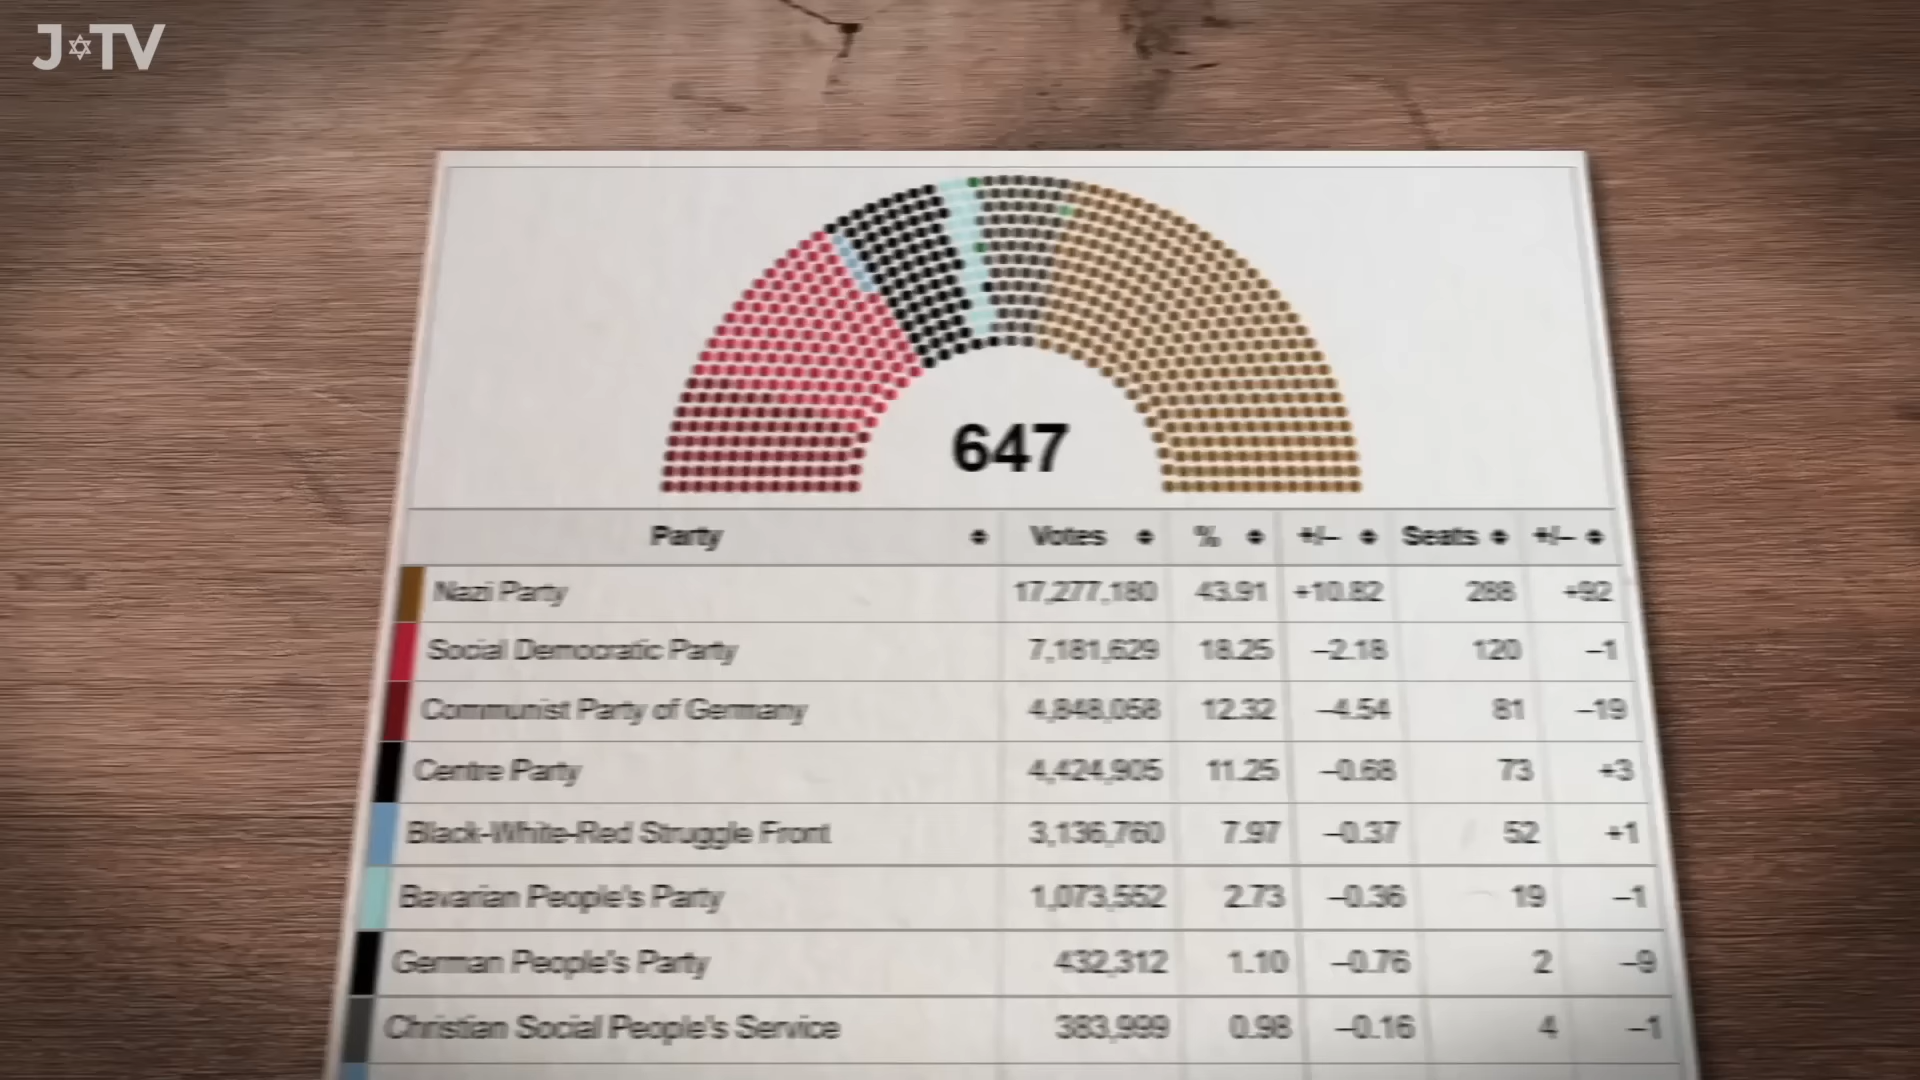 J✡TV
647
Party Votes % +/– Seats +/–
Nazi Party 17,277,180 43.91 +10.82 288 +92
Social Democratic Party 7,181,629 18.25 –2.18 120 –1
Communist Party of Germany 4,848,058 12.32 –4.54 81 –19
Centre Party 4,424,905 11.25 –0.68 73 +3
Black-White-Red Struggle Front 3,136,760 7.97 –0.37 52 +1
Bavarian People's Party 1,073,552 2.73 –0.36 19 –1
German People's Party 432,312 1.10 –0.76 2 –9
Christian Social People's Service 383,999 0.98 –0.16 4 –1